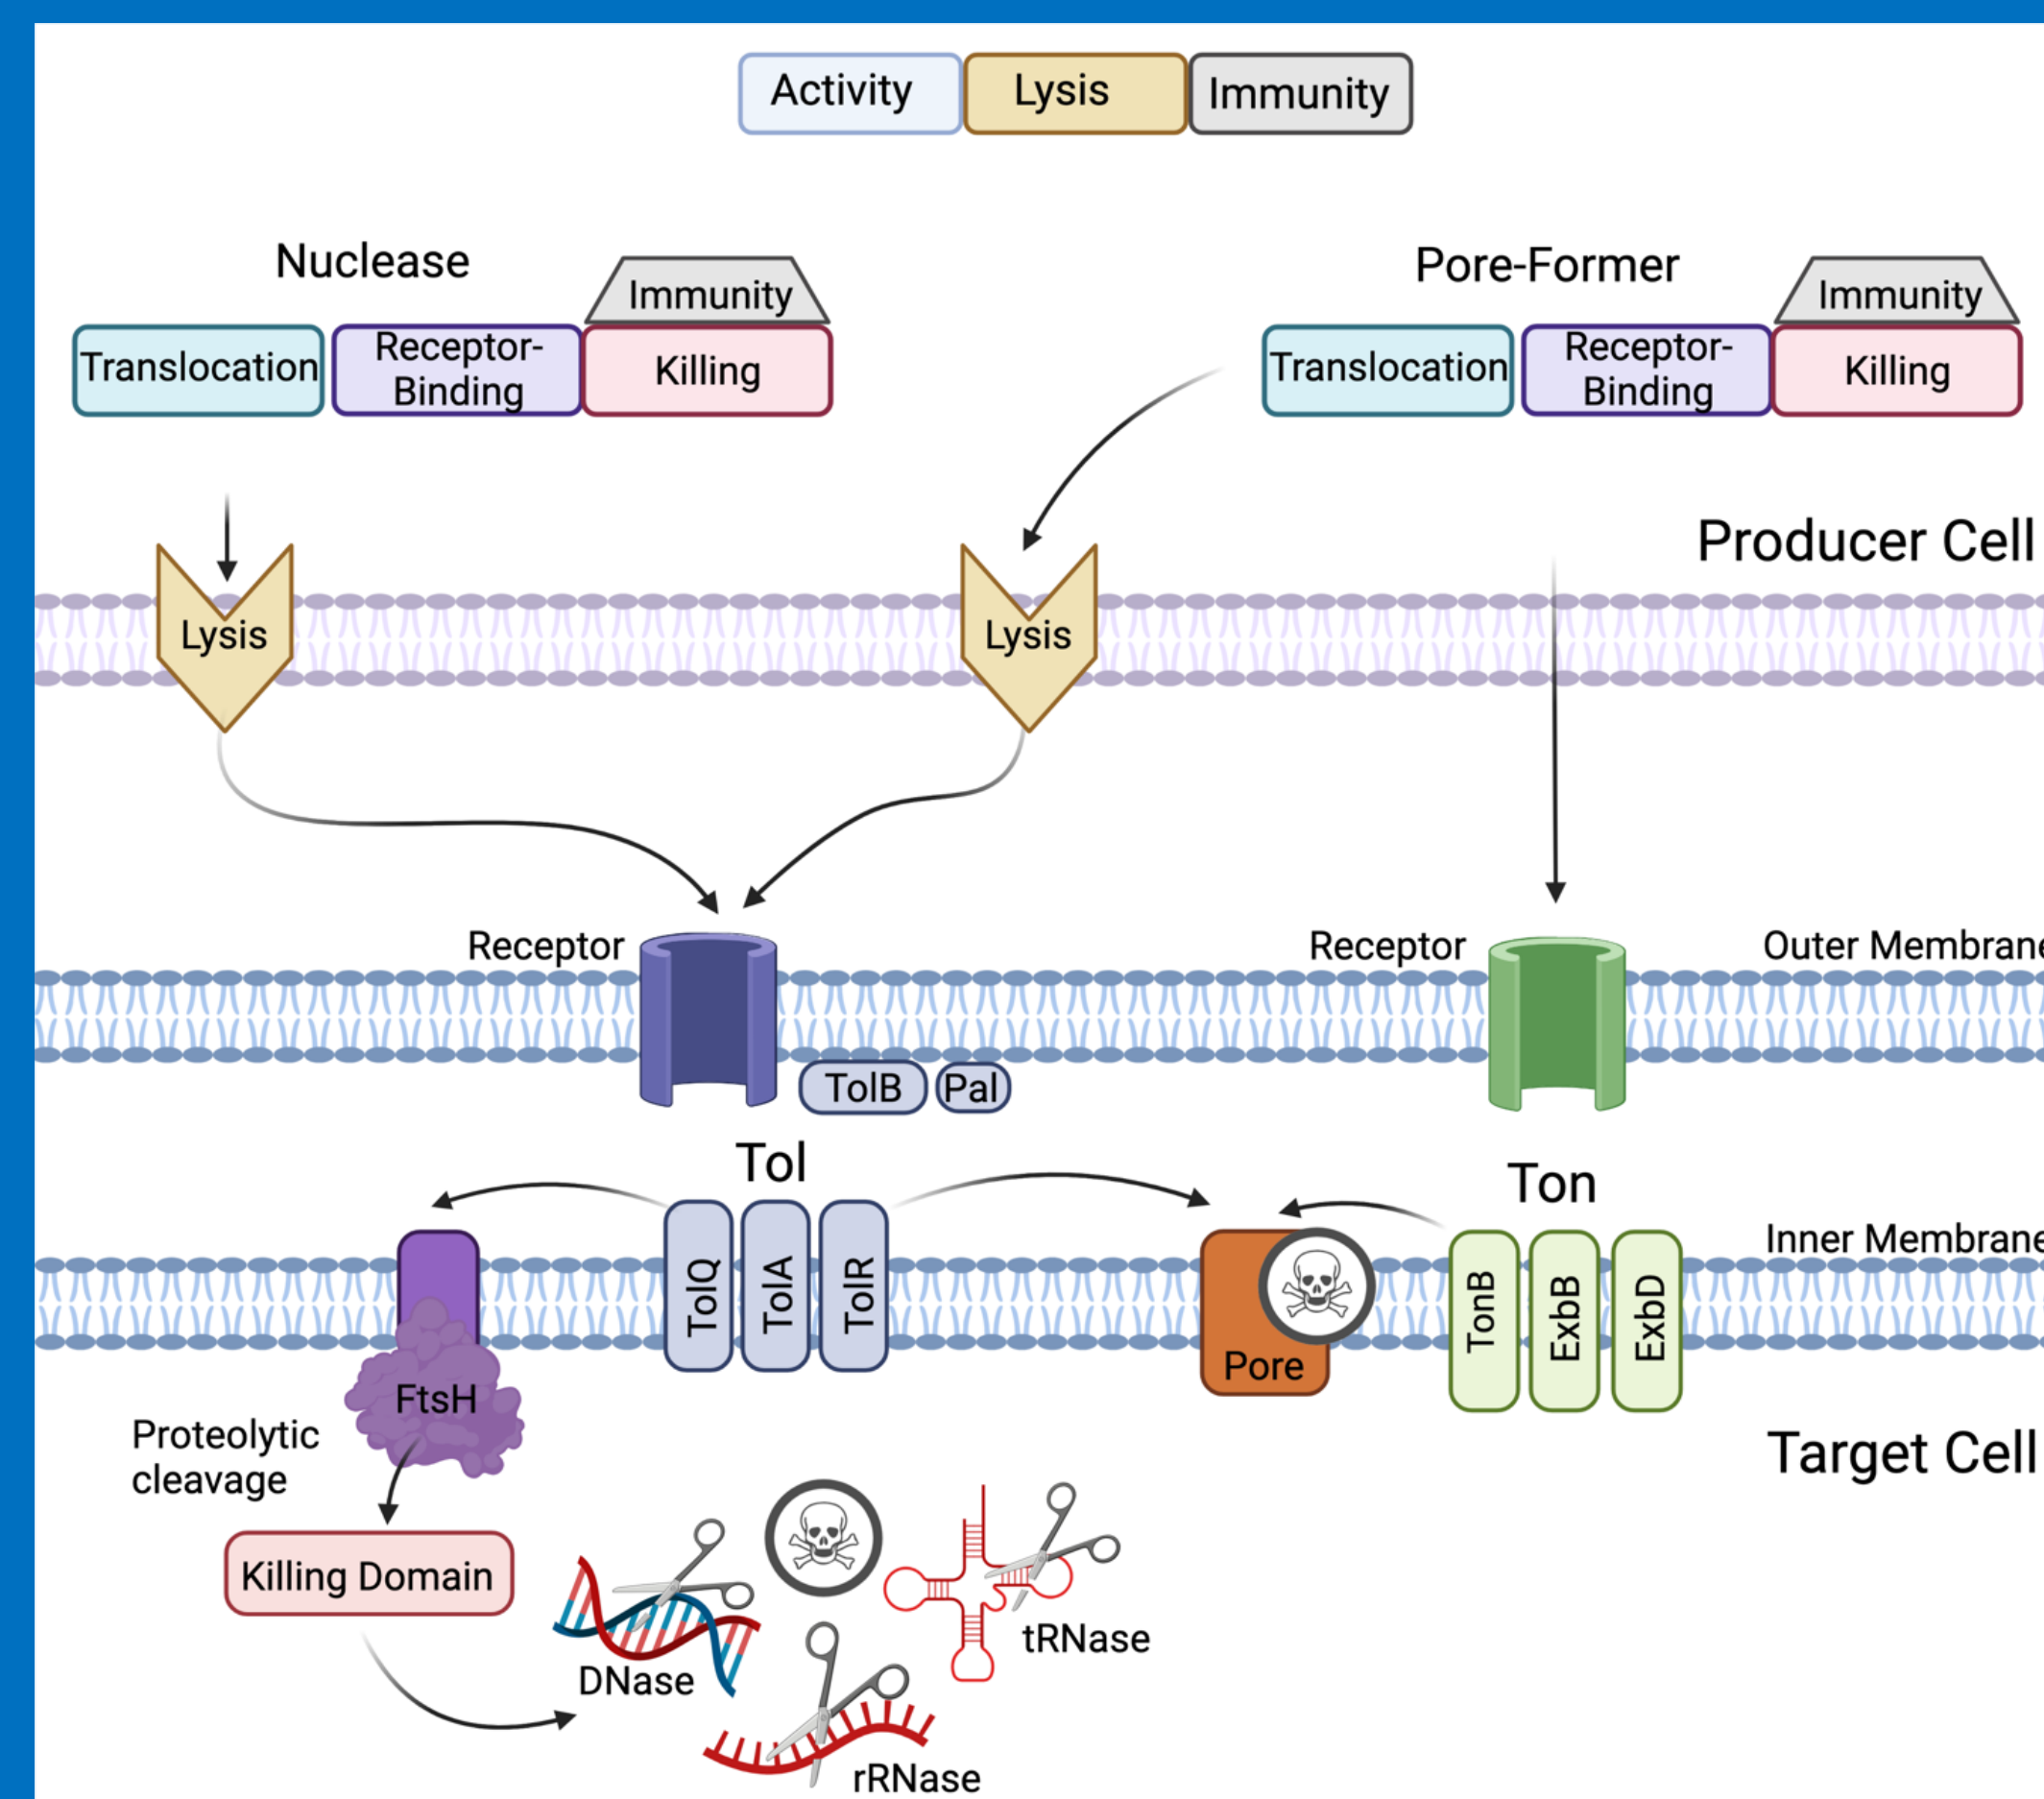 Activity
Lysis
Immunity
Nuclease
Immunity
Translocation
Receptor-
Binding
Killing
Pore-Former
Immunity
Translocation
Receptor-
Binding
Killing
Producer Cell
Lysis
Lysis
Receptor
Receptor
Outer Membrane
TolB
Pal
Tol
Ton
Inner Membrane
TolQ
TolA
TolR
Pore
TonB
ExbB
ExbD
FtsH
Proteolytic
cleavage
Target Cell
Killing Domain
DNase
tRNase
rRNase